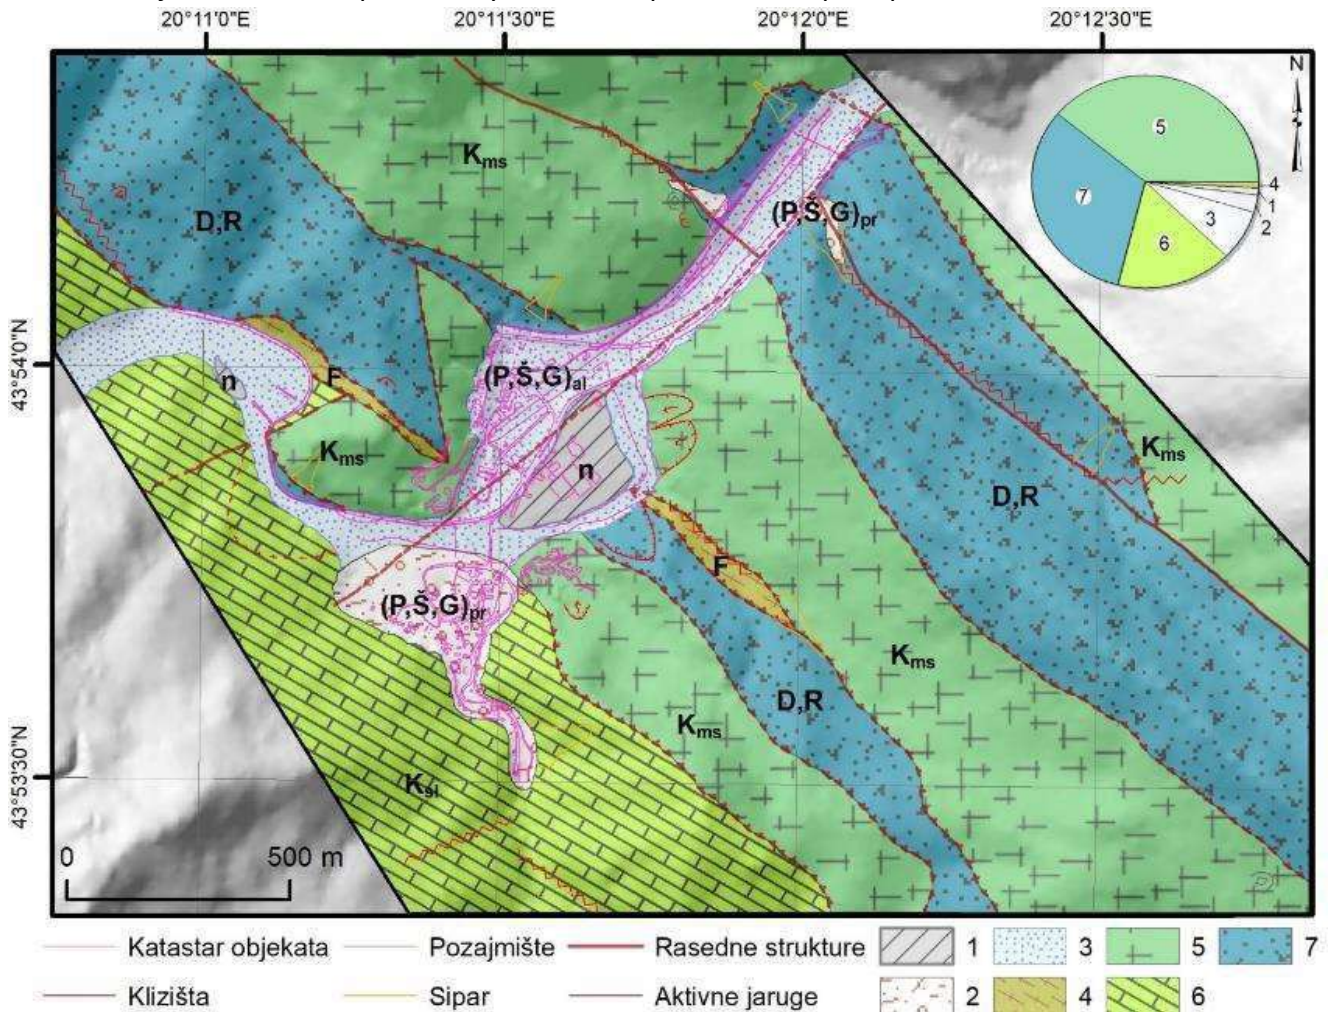 20°11'0"E 20°11'30"E 20°12'0"E 20°12'30"E
N
5
Kms
4
7
1
(P,Š,G)pr
3
2
D,R
6
43°54'0"N
(P,Š,G)al
F
n
Kms
Kms
n
D,R
F
(P,Š,G)pr
Kms
D,R
Kms
43°53'30"N
Ksl
0 500 m
Katastar objekata Pozajmište Rasedne strukture 1 3 5 7
Klizišta Sipar Aktivne jaruge 2 4 6